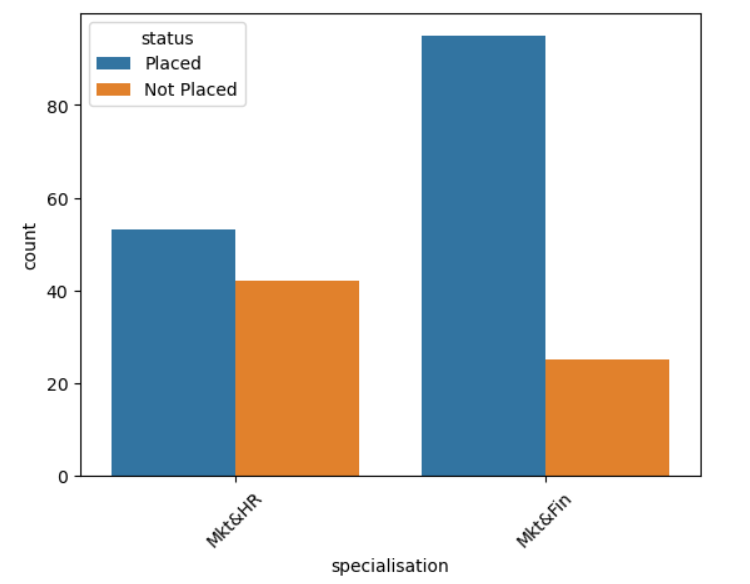 status
Placed
Not Placed
80
60
40
20
0
count
Mkt&HR
Mkt&Fin
specialisation